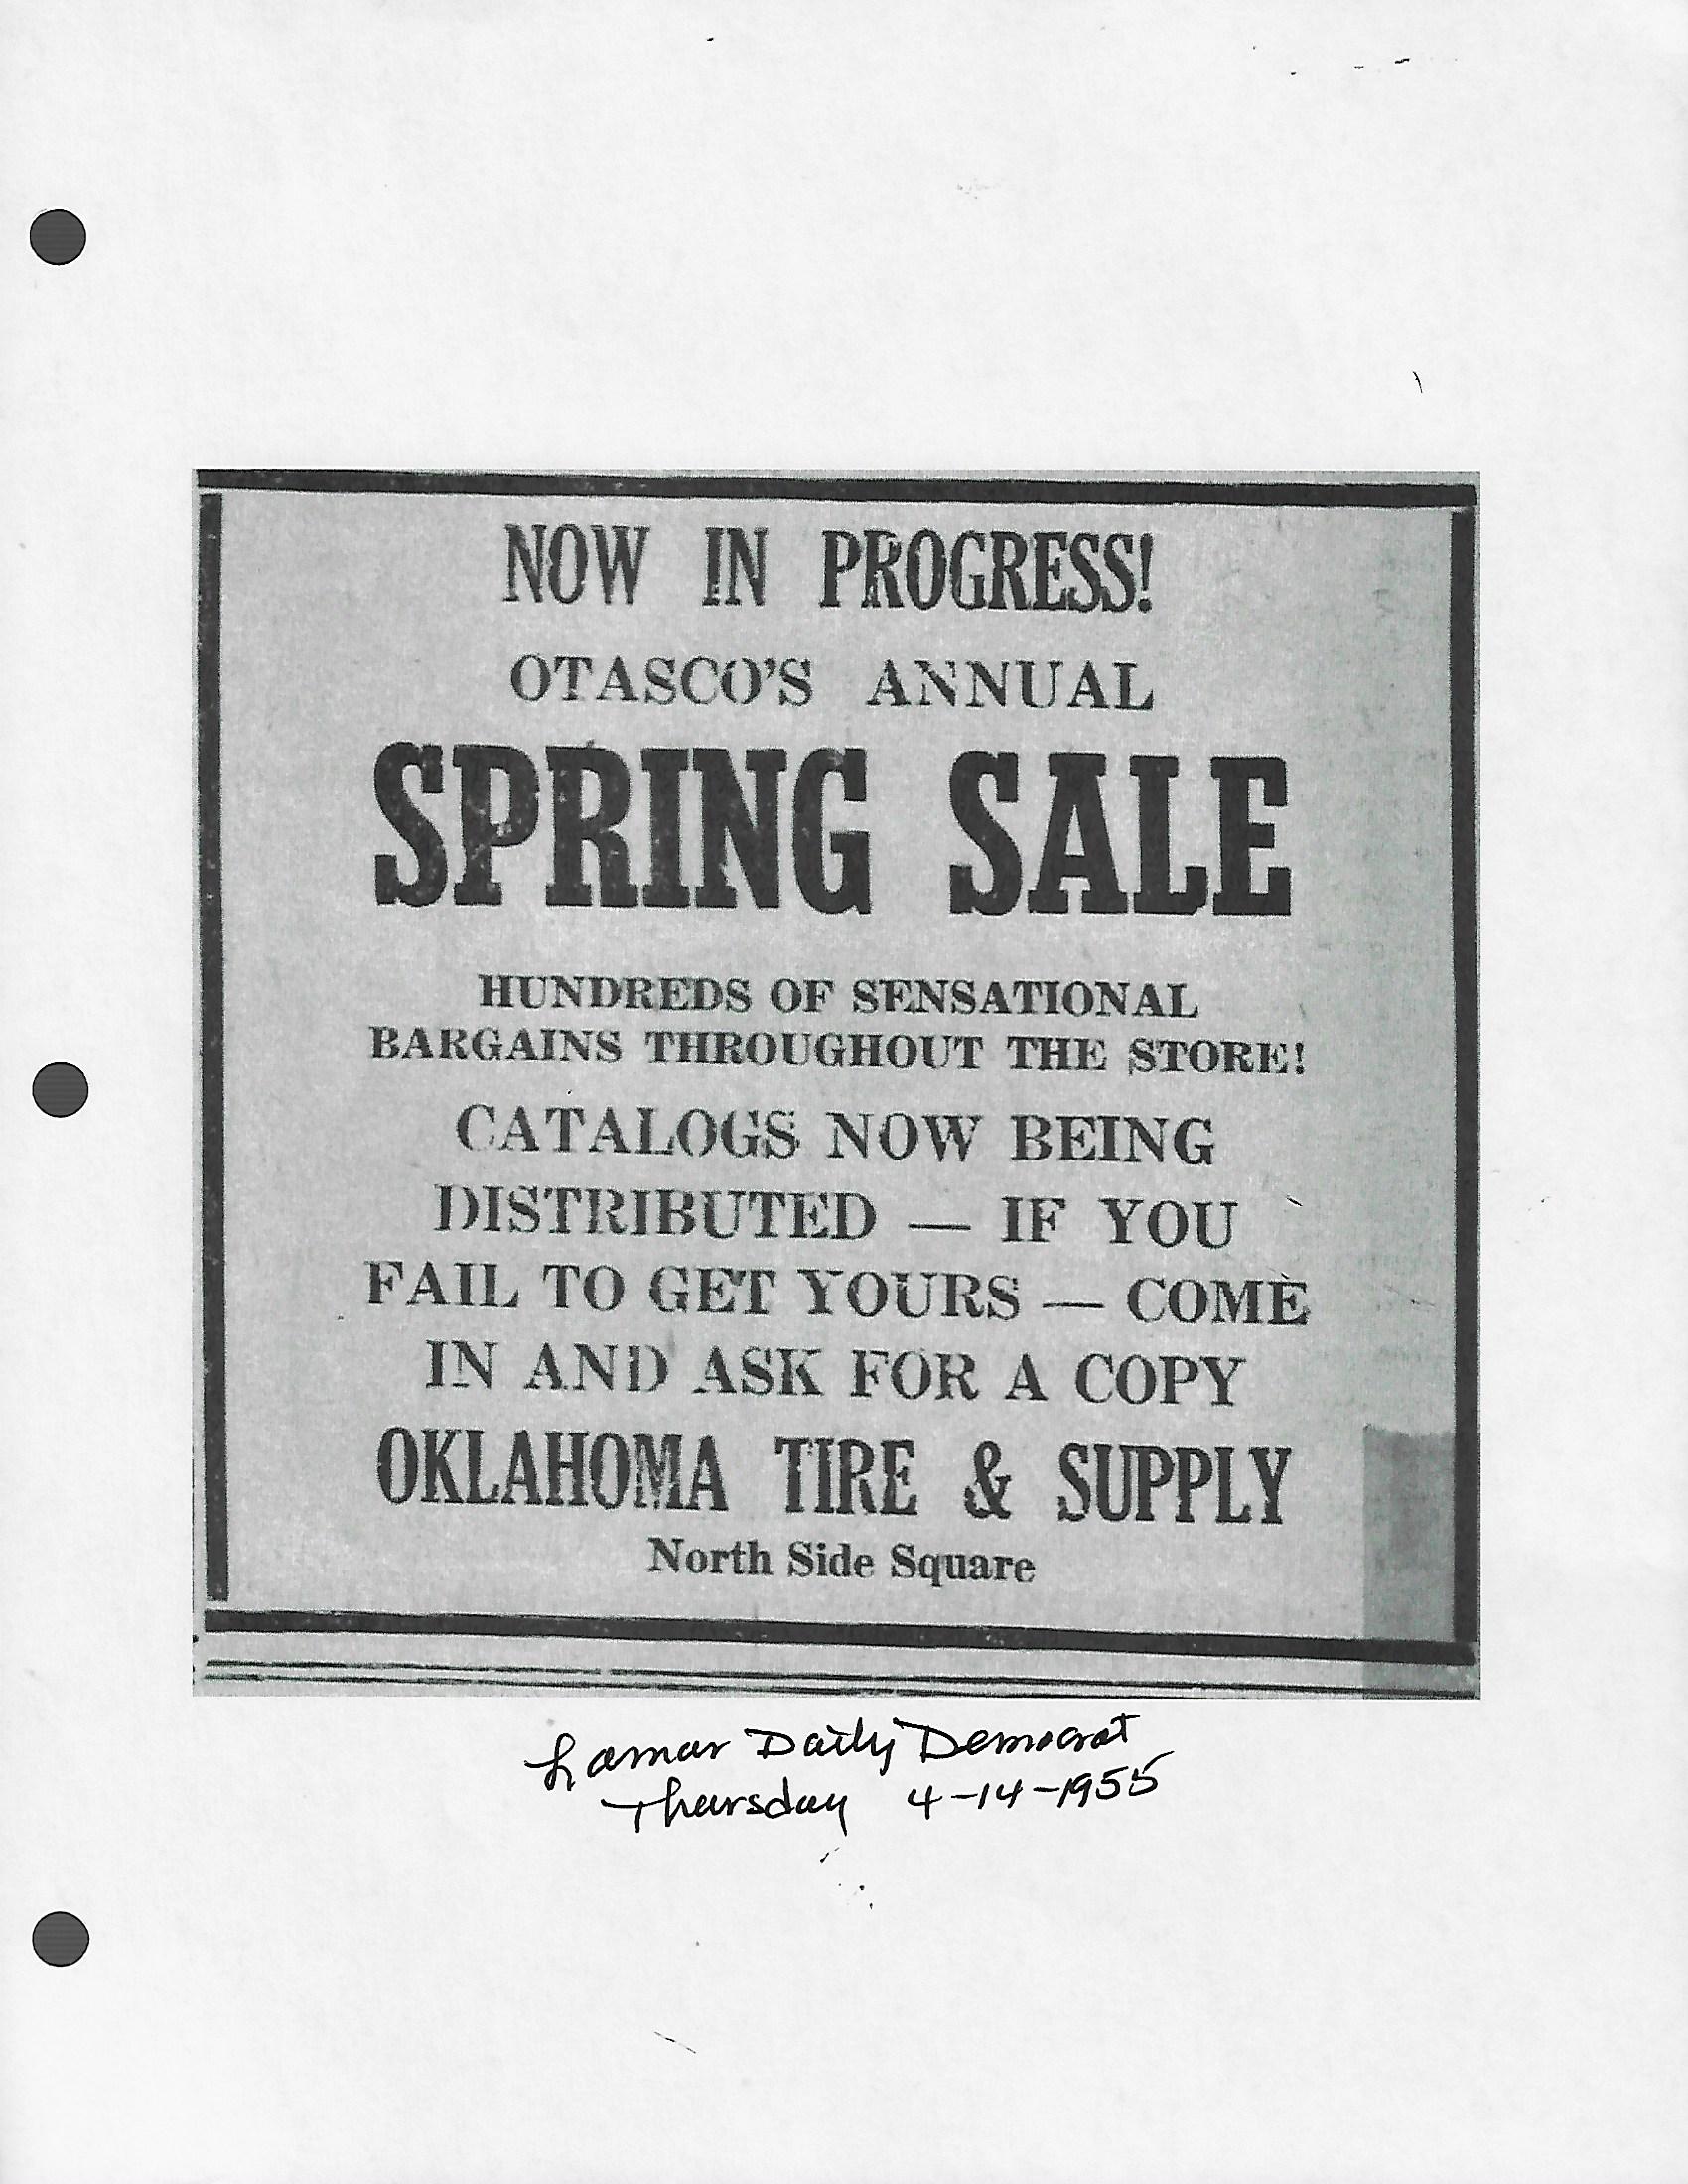 NOW IN PROGRESS!
OTASCO'S ANNUAL
SPRING SALE
HUNDREDS OF SENSATIONAL
BARGAINS THROUGHOUT THE STORE!
CATALOGS NOW BEING
DISTRIBUTED — IF YOU
FAIL TO GET YOURS — COME
IN AND ASK FOR A COPY
OKLAHOMA TIRE & SUPPLY
North Side Square
Lamar Daily Democrat
Thursday 4-14-1955